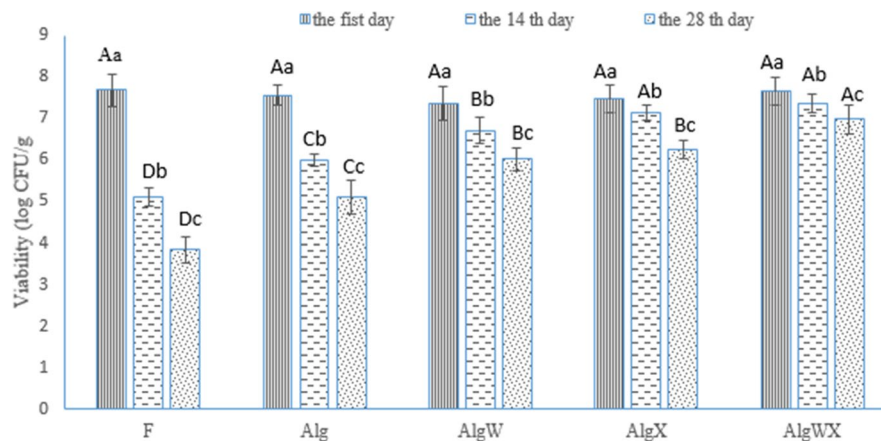 the fist day the 14 th day the 28 th day
Viability (log CFU/g
9
8
7
6
5
4
3
2
1
0
Aa Db Dc
Aa Cb Cc
Aa Bb Bc
Aa Ab Bc
Aa Ab Ac
F Alg AlgW AlgX AlgWX